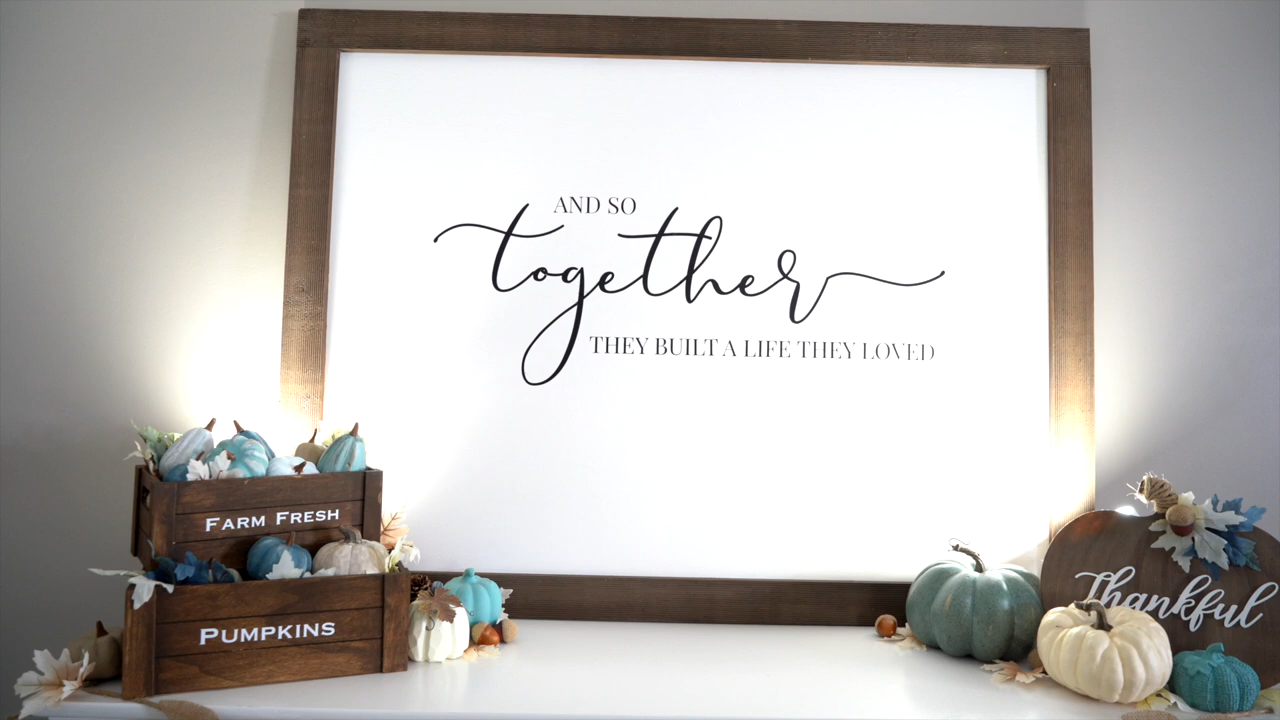 AND SO
together
THEY BUILT A LIFE THEY LOVED
FARM FRESH
PUMPKINS
Thankful